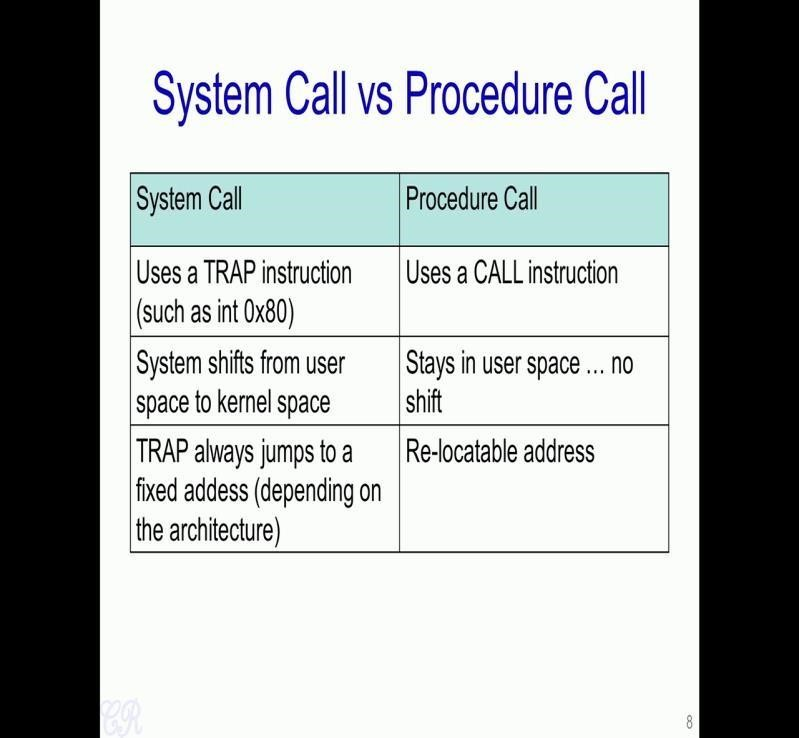 System Call vs Procedure Call
System Call
Procedure Call
Uses a TRAP instruction
(such as int 0x80)
Uses a CALL instruction
System shifts from user
space to kernel space
Stays in user space … no
shift
TRAP always jumps to a
fixed addess (depending on
the architecture)
Re-locatable address
CR
8